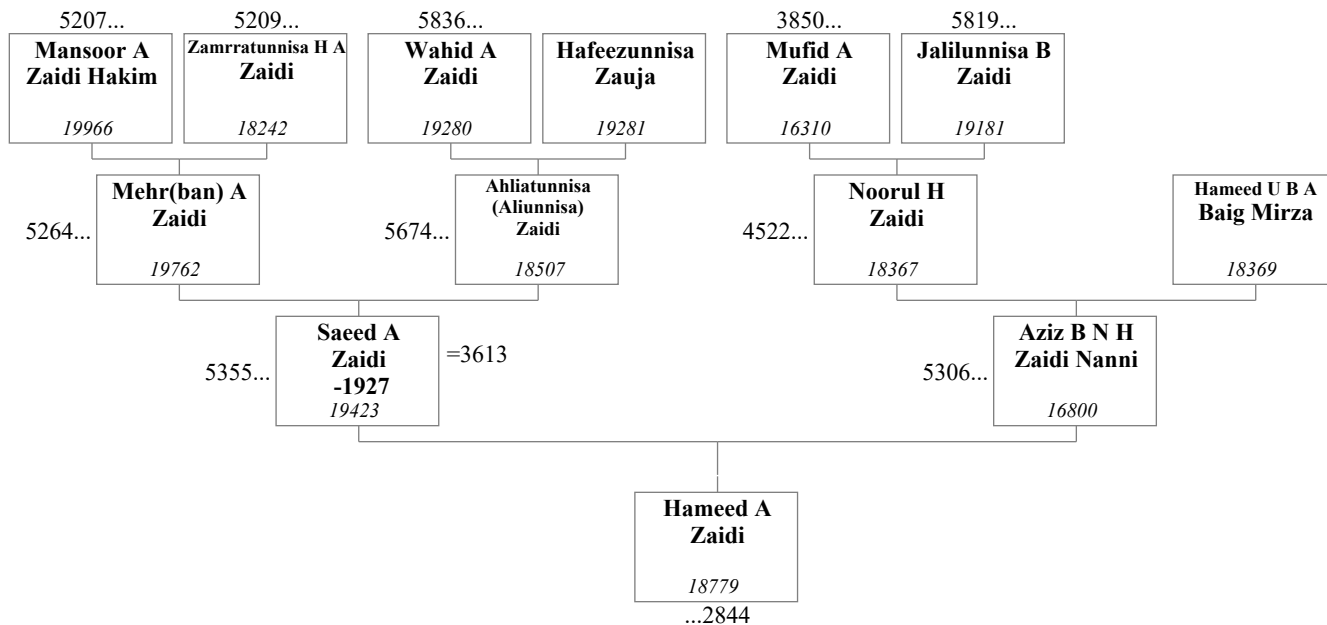 5207...
5209...
5836...
3850...
5819...
Mansoor A
Zaidi Hakim
19966
Zamrratunnisa H A
Zaidi
18242
Wahid A
Zaidi
19280
Hafeezunnisa
Zauja
19281
Mufid A
Zaidi
16310
Jalilunnisa B
Zaidi
19181
5264...
Mehr(ban) A
Zaidi
19762
5674...
Ahliatunnisa
(Aliunnisa)
Zaidi
18507
4522...
Noorul H
Zaidi
18367
Hameed U B A
Baig Mirza
18369
5355...
Saeed A
Zaidi
-1927
19423
=3613
5306...
Aziz B N H
Zaidi Nanni
16800
Hameed A
Zaidi
18779
...2844